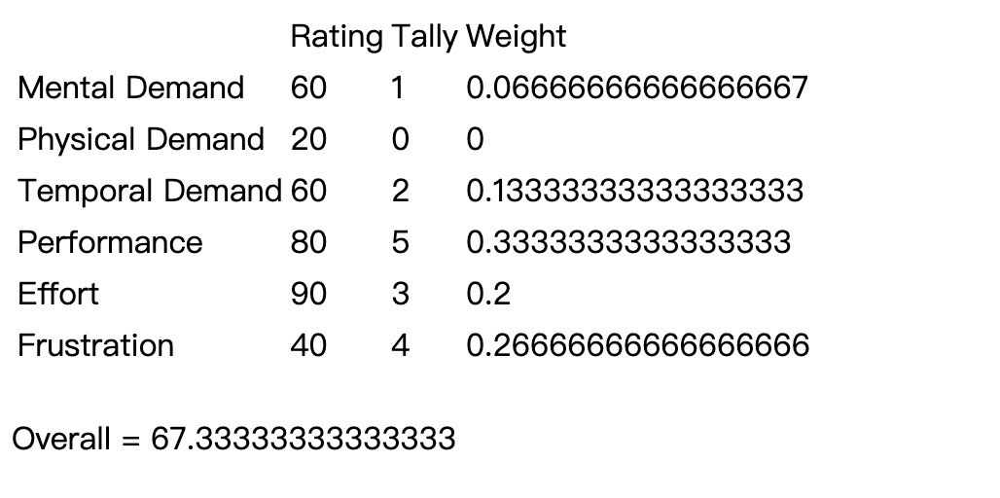 Rating Tally Weight
Mental Demand 60 1 0.06666666666666667
Physical Demand 20 0 0
Temporal Demand 60 2 0.13333333333333333
Performance 80 5 0.3333333333333333
Effort 90 3 0.2
Frustration 40 4 0.26666666666666666
Overall = 67.33333333333333